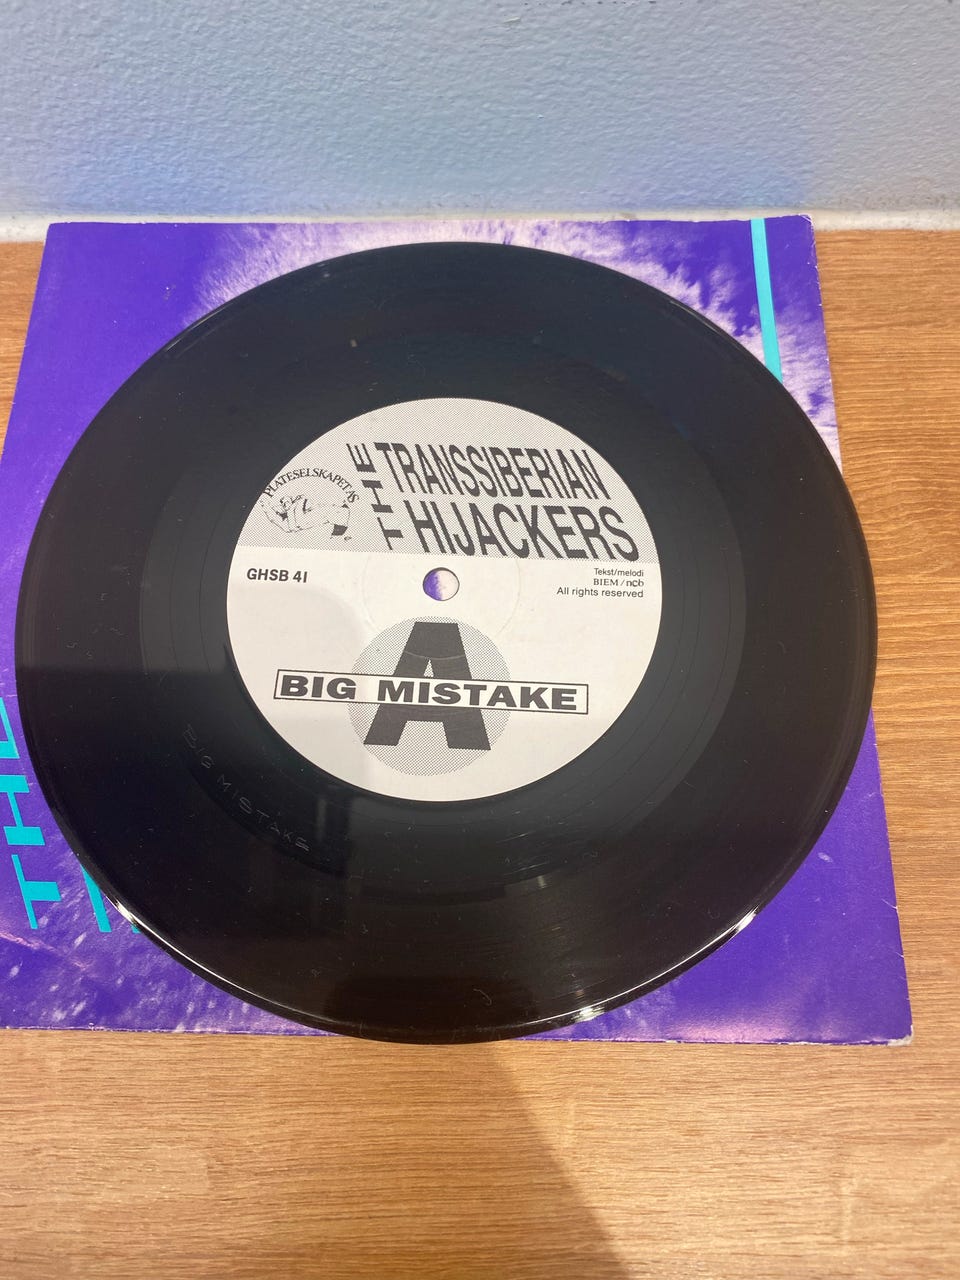 THE
TRANSSIBERIAN
HIJACKERS
PLATESELSKAPET AS
GHSB 41
Tekst/melodi
BIEM / ncb
All rights reserved
A
BIG MISTAKE
BIG MISTAKE
THE